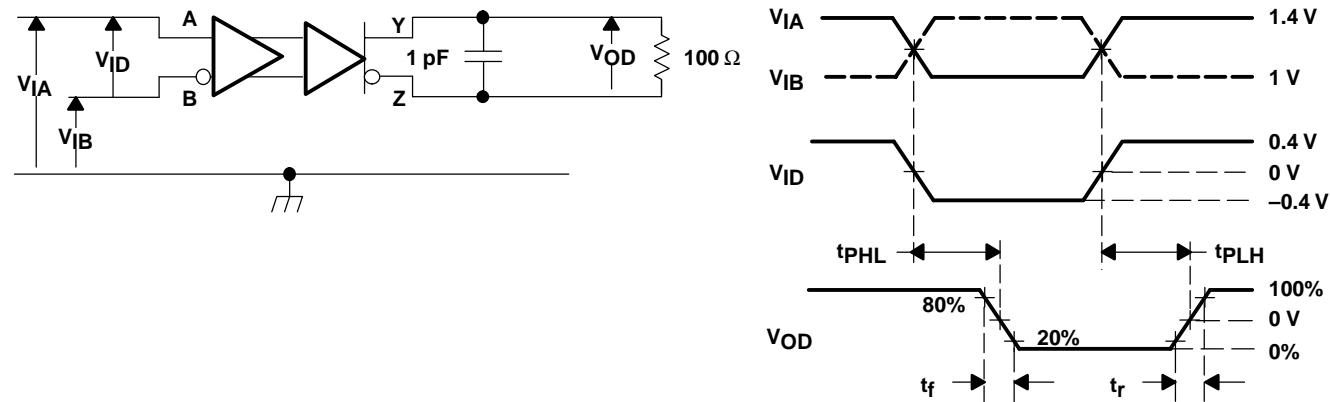 A
B
VID
VIA
VIB
Y
Z
1 pF
VOD
100 Ω
VIA
1.4 V
VIB
1 V
VID
0.4 V
0 V
–0.4 V
tPHL
tPLH
VOD
80%
20%
100%
0 V
0%
tf
tr